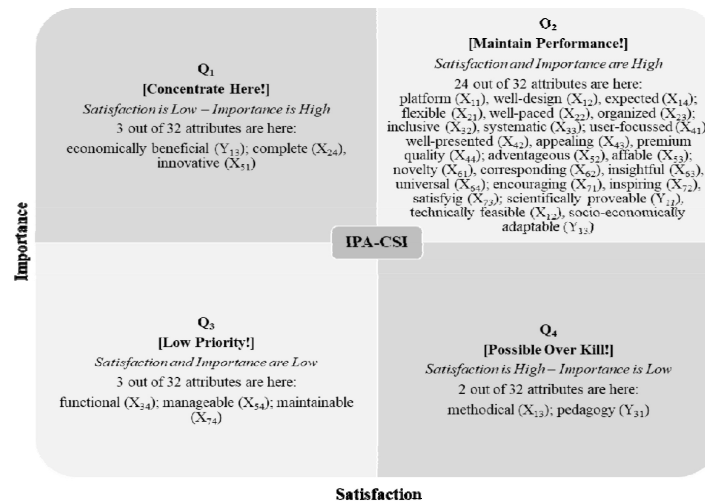 Q₁
[Concentrate Here!]
Satisfaction is Low – Importance is High
3 out of 32 attributes are here:
economically beneficial (Y₁₃); complete (X₂₄),
innovative (X₅₁)
Q₂
[Maintain Performance!]
Satisfaction and Importance are High
24 out of 32 attributes are here:
platform (X₁₁), well-design (X₁₂), expected (X₁₄);
flexible (X₂₁), well-paced (X₂₂), organized (X₂₃);
inclusive (X₃₂), systematic (X₃₃); user-focussed (X₄₁)
well-presented (X₄₂), appealing (X₄₃), premium
quality (X₄₄); adventageous (X₅₂), affable (X₅₃);
novelty (X₆₁), corresponding (X₆₂), insightful (X₆₃),
universal (X₆₄); encouraging (X₇₁), inspiring (X₇₂),
satisfyig (X₇₃); scientifically proveable (Y₁₁),
technically feasible (X₁₂), socio-economically
adaptable (Y₁₃)
Importance
IPA-CSI
Q₃
[Low Priority!]
Satisfaction and Importance are Low
3 out of 32 attributes are here:
functional (X₃₄); manageable (X₅₄); maintainable
(X₇₄)
Q₄
[Possible Over Kill!]
Satisfaction is High – Importance is Low
2 out of 32 attributes are here:
methodical (X₁₃); pedagogy (Y₃₁)
Satisfaction